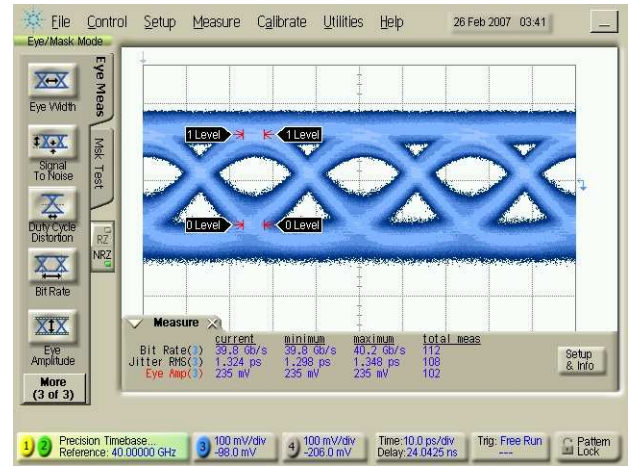 File Control Setup Measure Calibrate Utilities Help 26 Feb 2007 03:41
Eye/Mask Mode
Eye Width
Signal
To Noise
Duty Cycle
Distortion
Bit Rate
Eye
Amplitude
More
(3 of 3)
Eye Meas
Msk Test
RZ
NRZ
1 Level 1 Level
0 Level 0 Level
Measure
current minimum maximum total meas
Bit Rate(3) 39.8 Gb/s 39.8 Gb/s 40.2 Gb/s 112
Jitter RMS(3) 1.324 ps 1.298 ps 1.348 ps 108
Eye Amp(3) 235 mV 235 mV 235 mV 102
Setup
& Info
1 2 Precision Timebase...
Reference: 40.00000 GHz
3 100 mV/div
-98.0 mV
4 100 mV/div
-206.0 mV
Time:10.0 ps/div
Delay:24.0425 ns
Trig: Free Run
---
Pattern
Lock